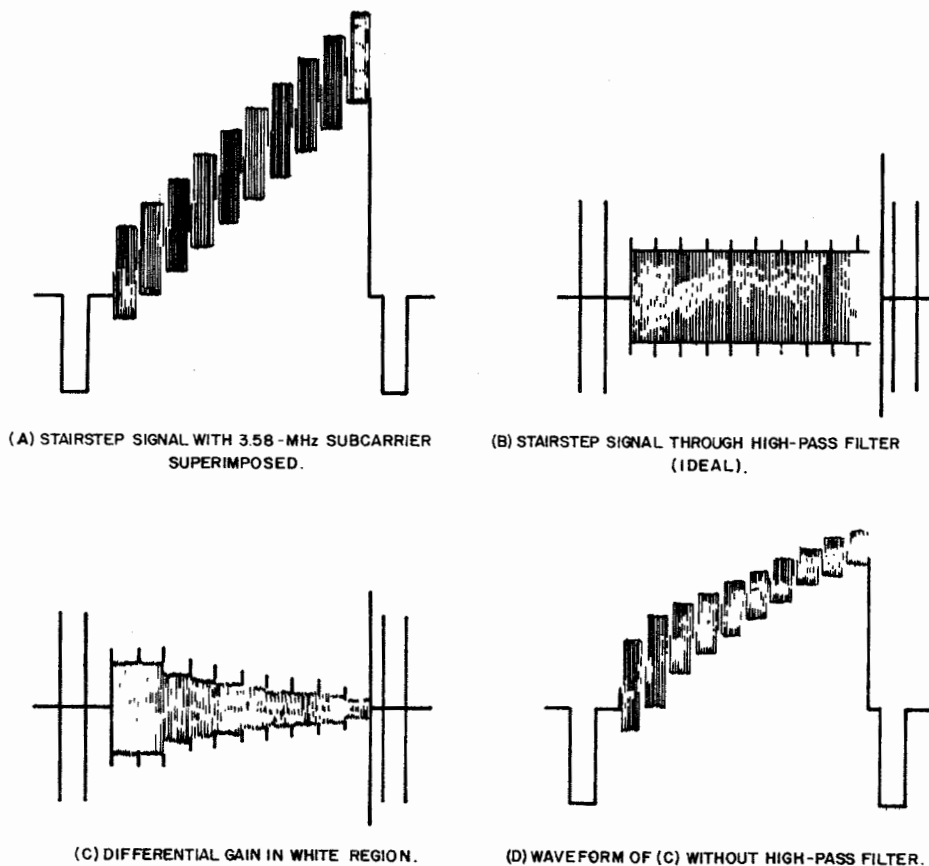 (A) STAIRSTEP SIGNAL WITH 3.58-MHz SUBCARRIER
SUPERIMPOSED.
(B) STAIRSTEP SIGNAL THROUGH HIGH-PASS FILTER
(IDEAL).
(C) DIFFERENTIAL GAIN IN WHITE REGION.
(D) WAVEFORM OF (C) WITHOUT HIGH-PASS FILTER.